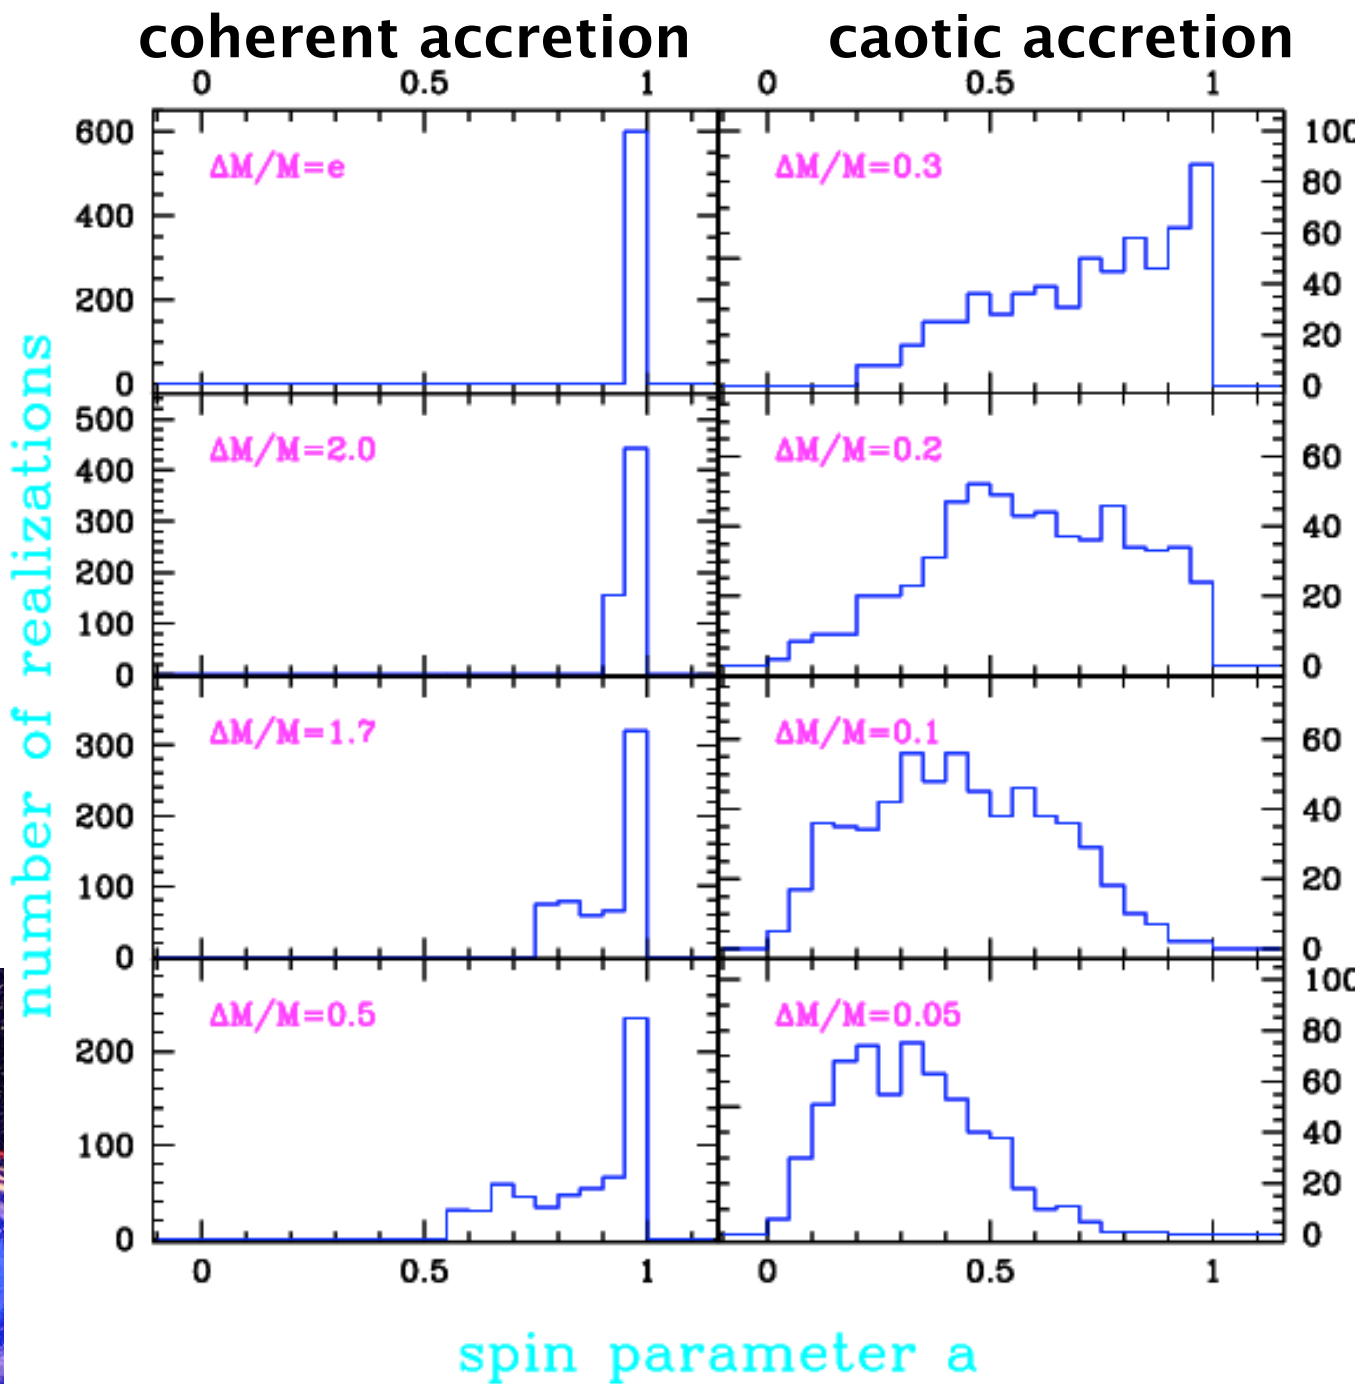 coherent accretion
caotic accretion
0 0.5 1
0 0.5 1
number of realizations
600
400
200
0
ΔM/M=e
ΔM/M=0.3
100
80
60
40
20
0
500
400
300
200
100
0
ΔM/M=2.0
ΔM/M=0.2
60
40
20
0
300
200
100
0
ΔM/M=1.7
ΔM/M=0.1
60
40
20
0
200
100
0
ΔM/M=0.5
ΔM/M=0.05
100
80
60
40
20
0
0 0.5 1
0 0.5 1
spin parameter a